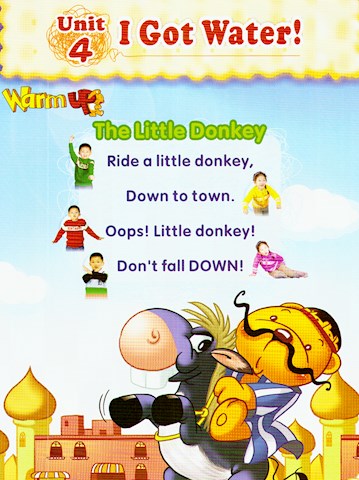 Unit
4
I Got Water!
Warm up
The Little Donkey
Ride a little donkey,
Down to town.
Oops! Little donkey!
Don't fall DOWN!